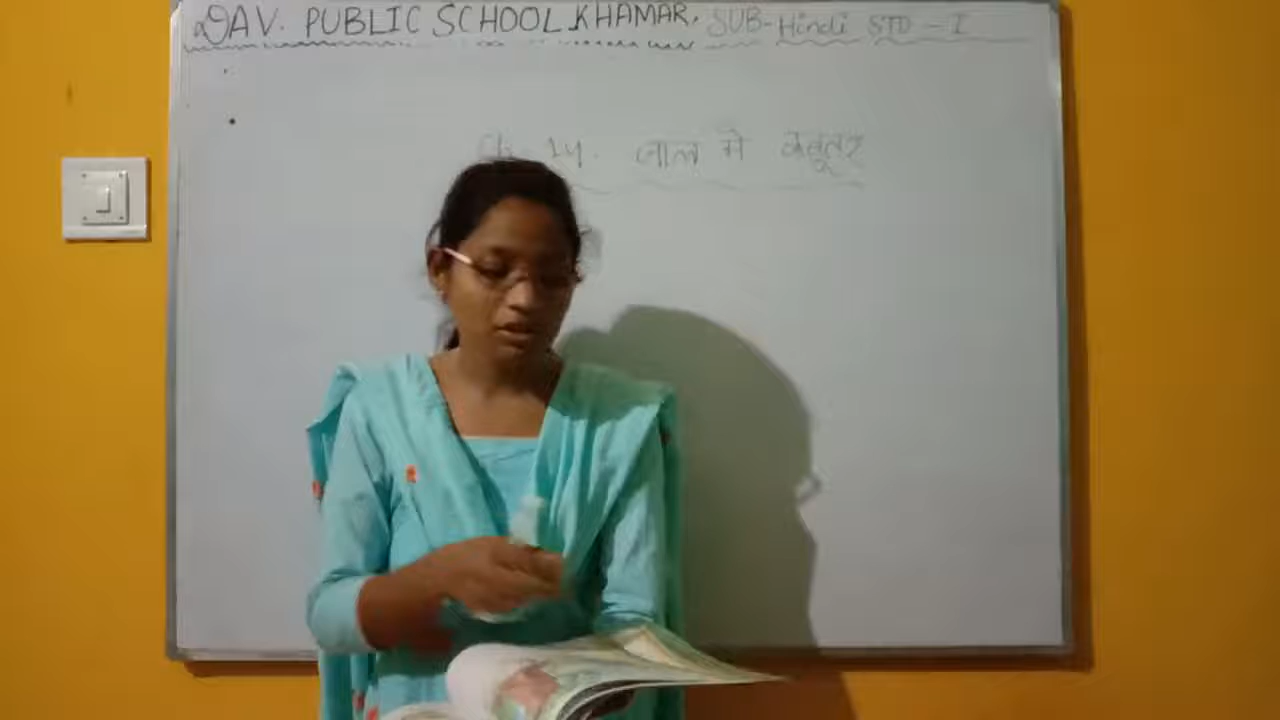 DAV. PUBLIC SCHOOL KHAMAR, SUB-Hindi STD - I
Ch-14. जाल में कबूतर